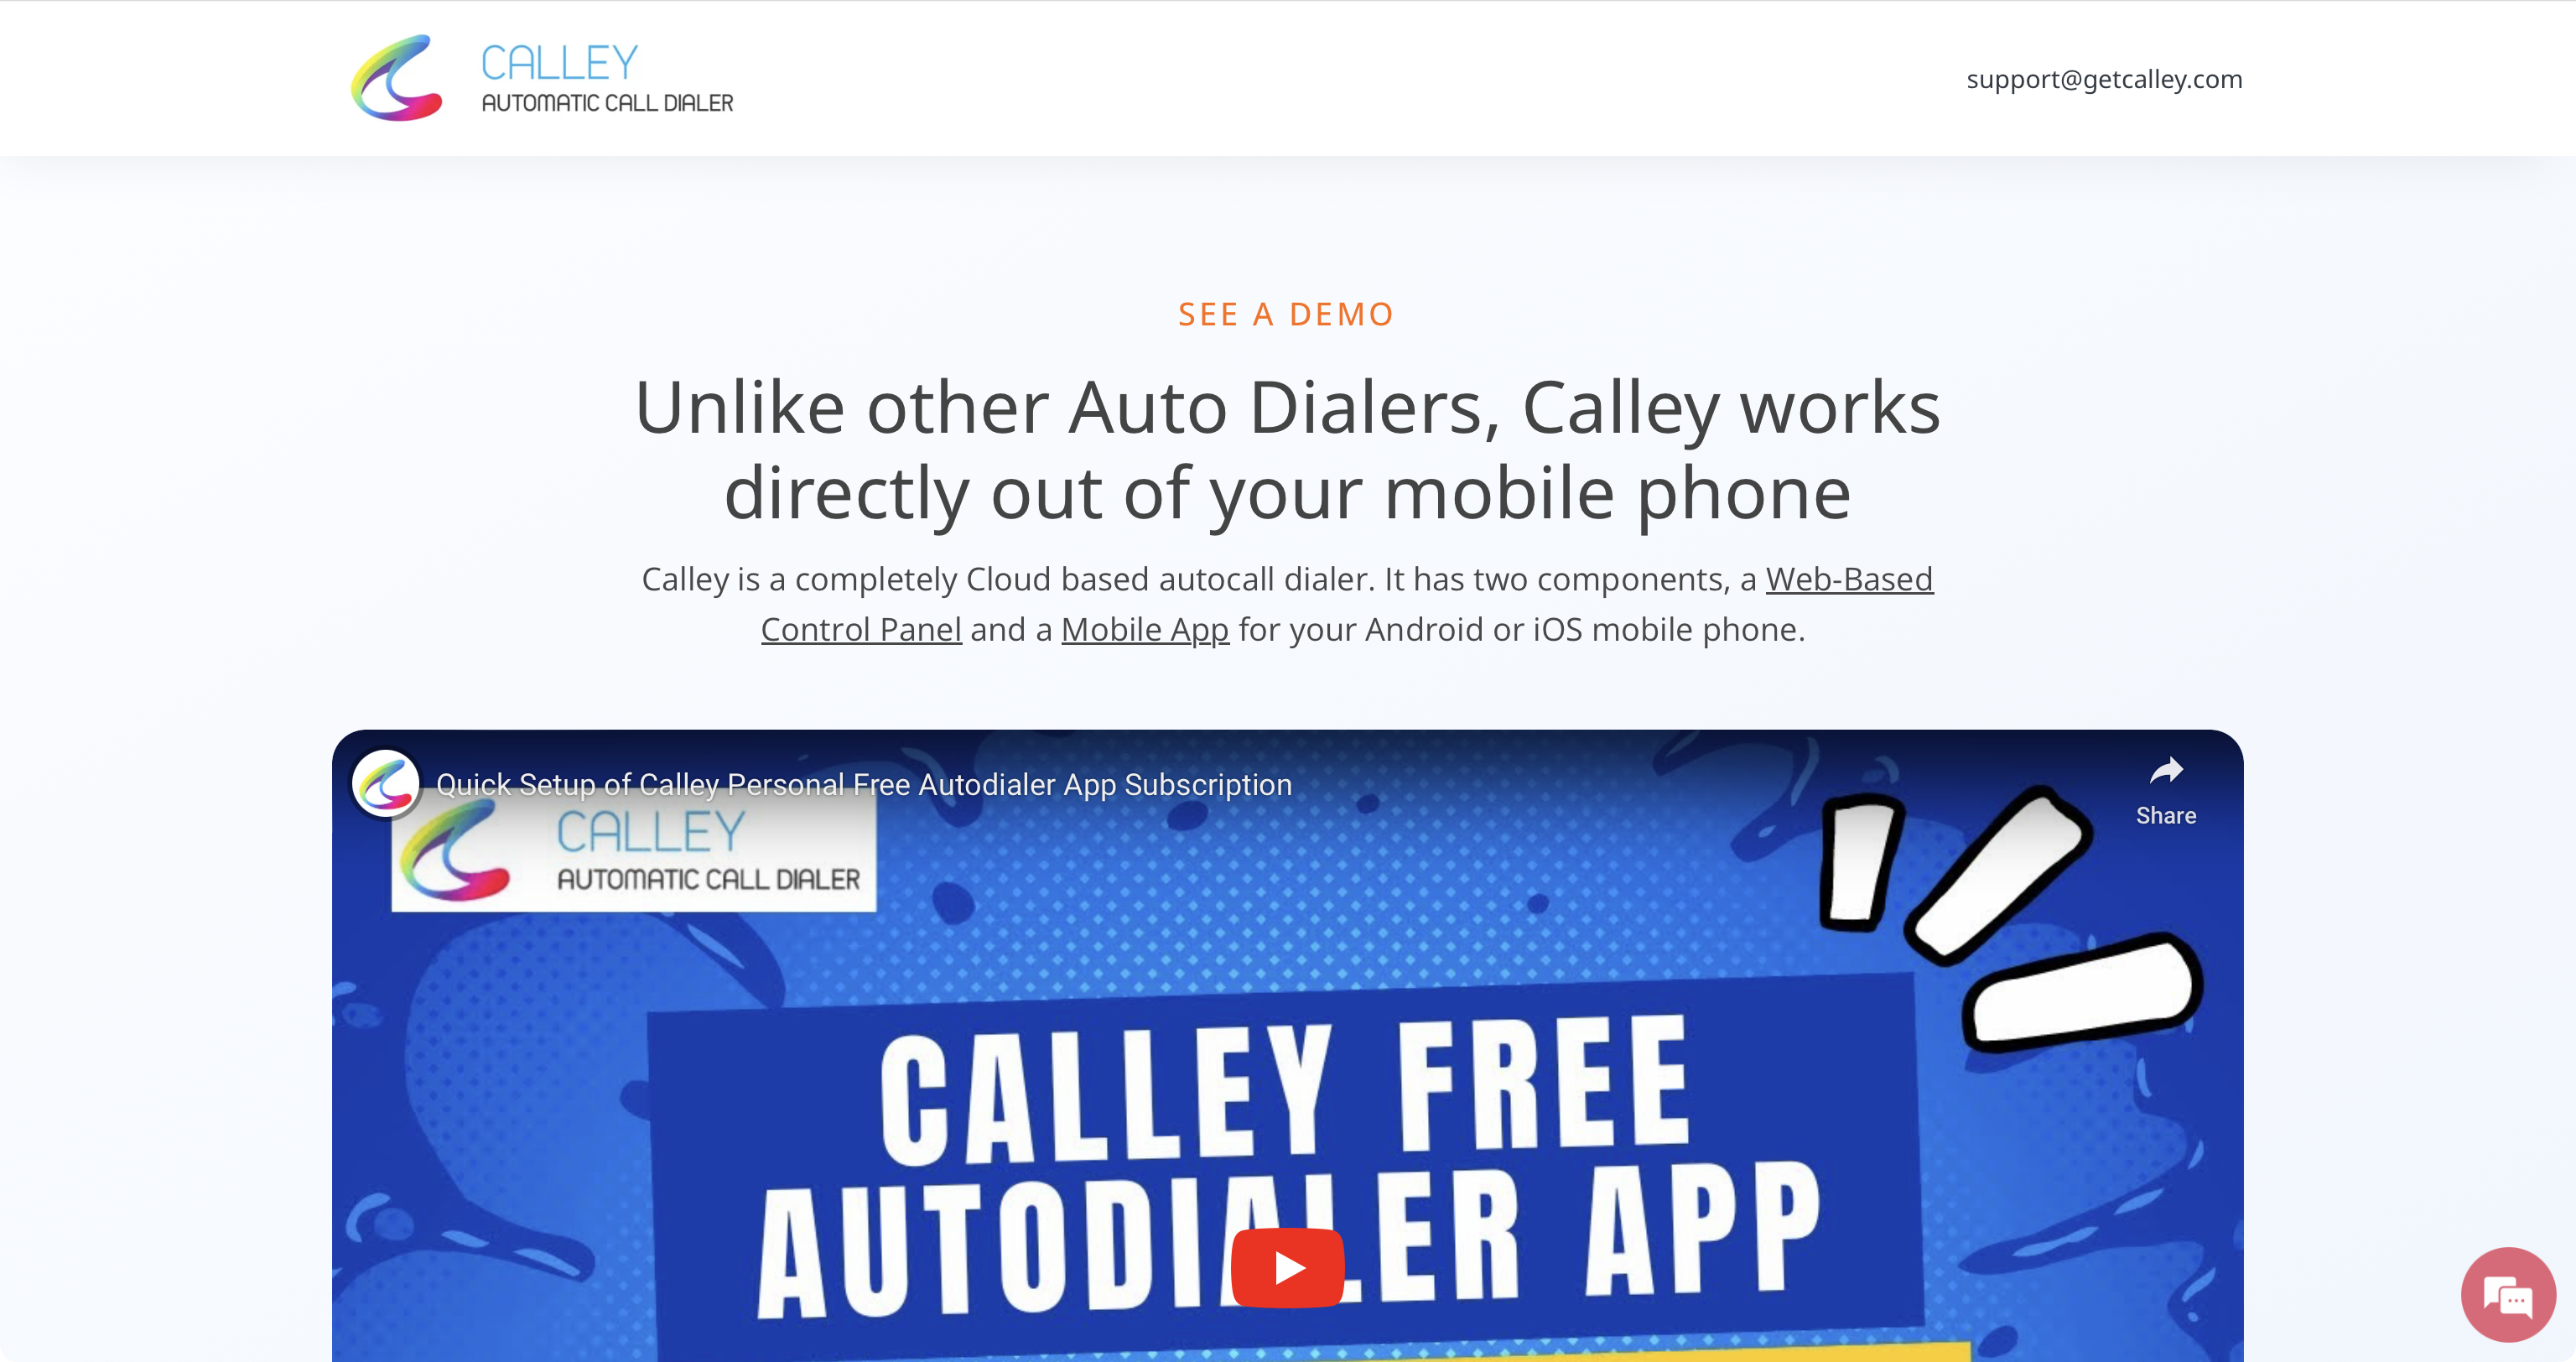 CALLEY
AUTOMATIC CALL DIALER
support@getcalley.com
SEE A DEMO
Unlike other Auto Dialers, Calley works
directly out of your mobile phone
Calley is a completely Cloud based autocall dialer. It has two components, a Web-Based
Control Panel and a Mobile App for your Android or iOS mobile phone.
Quick Setup of Calley Personal Free Autodialer App Subscription
Share
CALLEY
AUTOMATIC CALL DIALER
CALLEY FREE
AUTODIALER APP